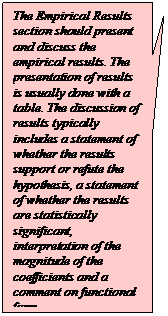 The Empirical Results
section should present
and discuss the
empirical results. The
presentation of results
is usually done with a
table. The discussion of
results typically
includes a statement of
whether the results
support or refute the
hypothesis, a statement
of whether the results
are statistically
significant,
interpretation of the
magnitude of the
coefficients and a
comment on functional